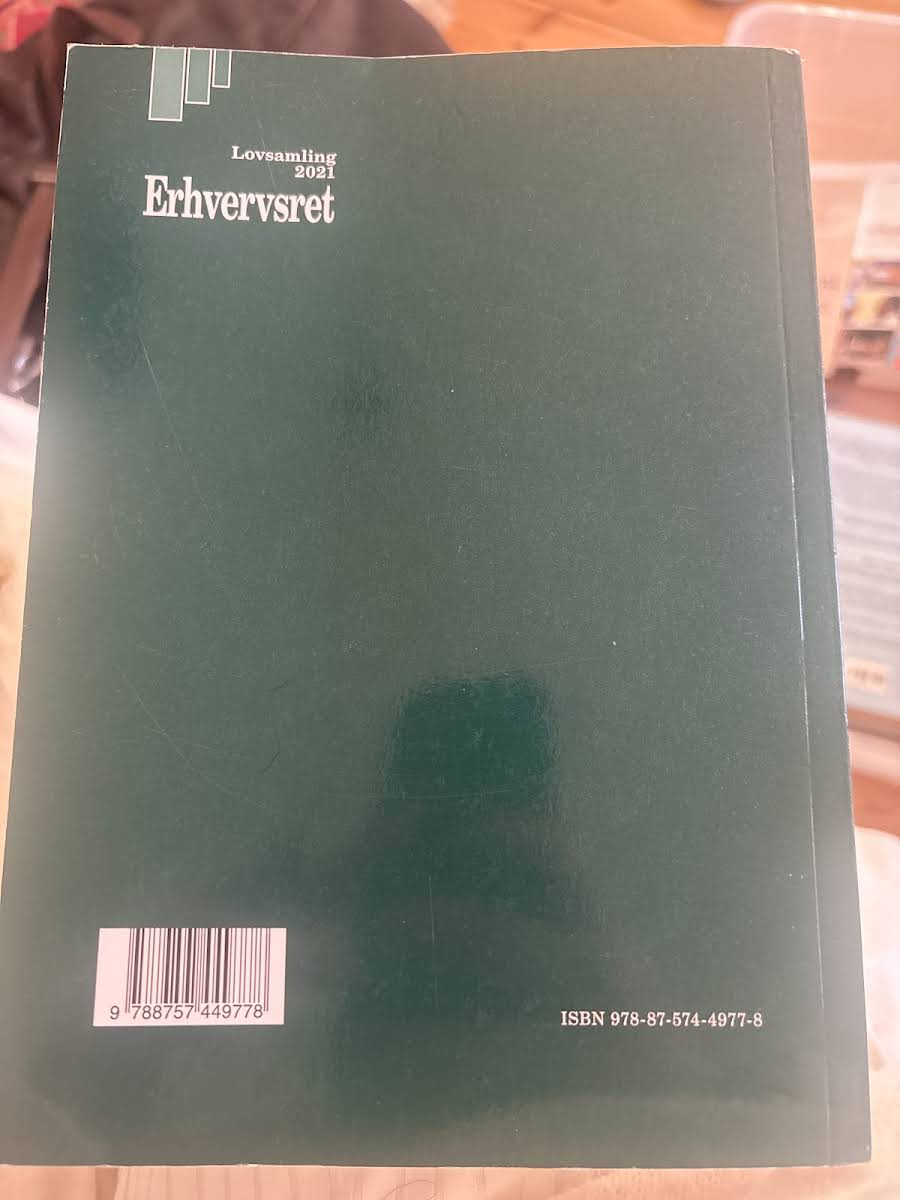 Lovsamling
2021
Erhvervsret
9 788757 449778
ISBN 978-87-574-4977-8